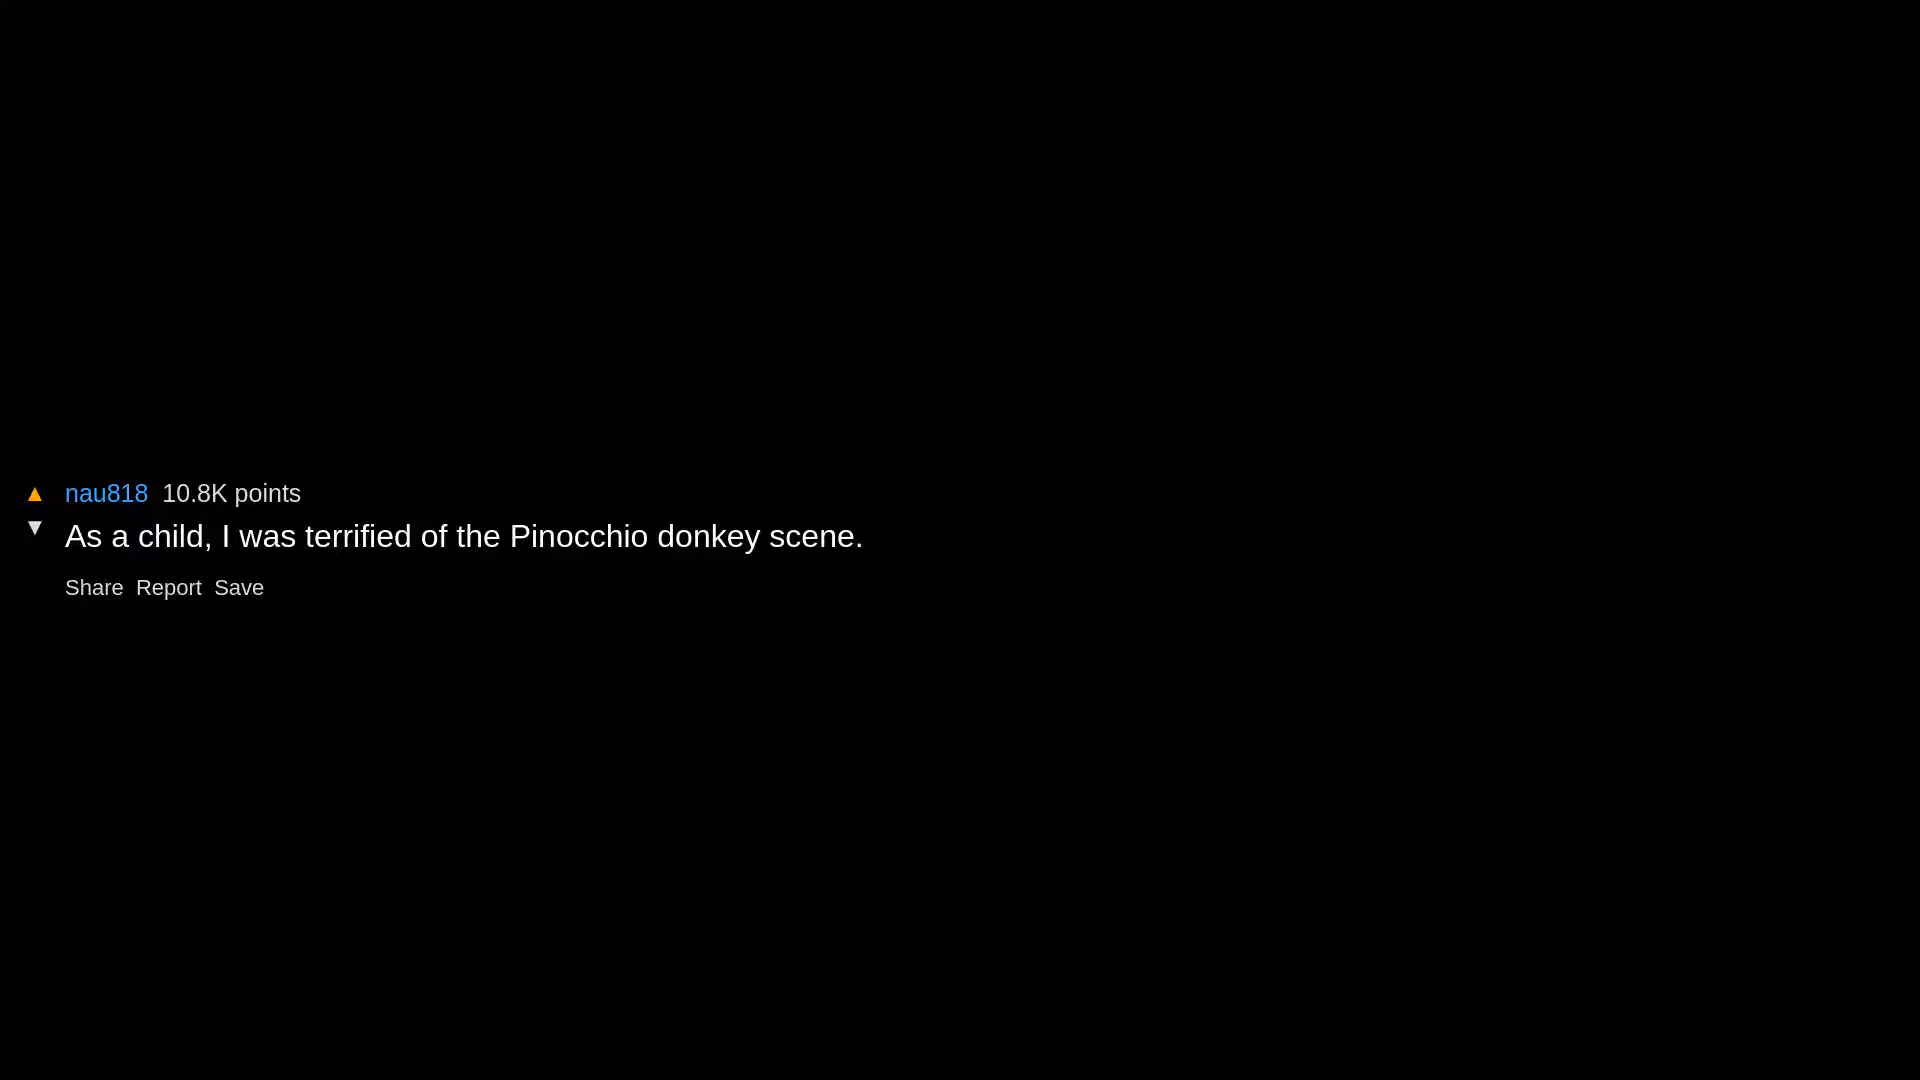 ▲ nau818 10.8K points
▼ As a child, I was terrified of the Pinocchio donkey scene.
Share Report Save